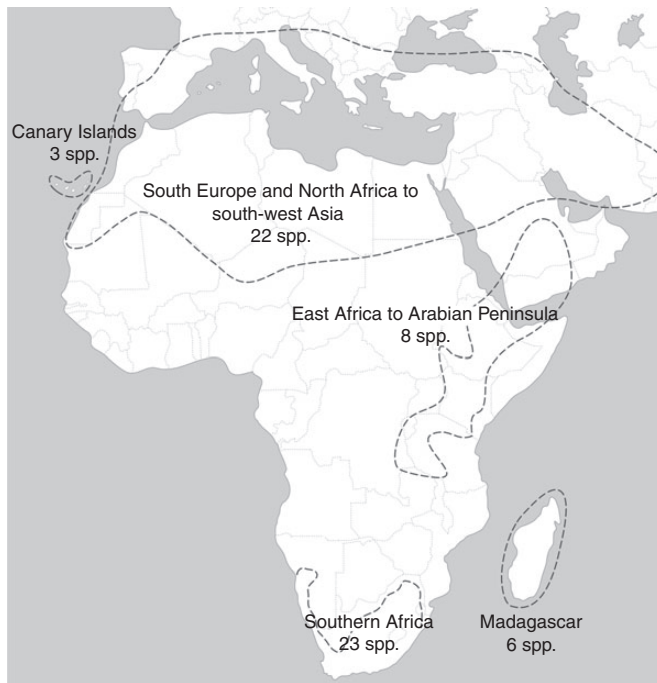 Canary Islands
3 spp.
South Europe and North Africa to
south-west Asia
22 spp.
East Africa to Arabian Peninsula
8 spp.
Southern Africa
23 spp.
Madagascar
6 spp.